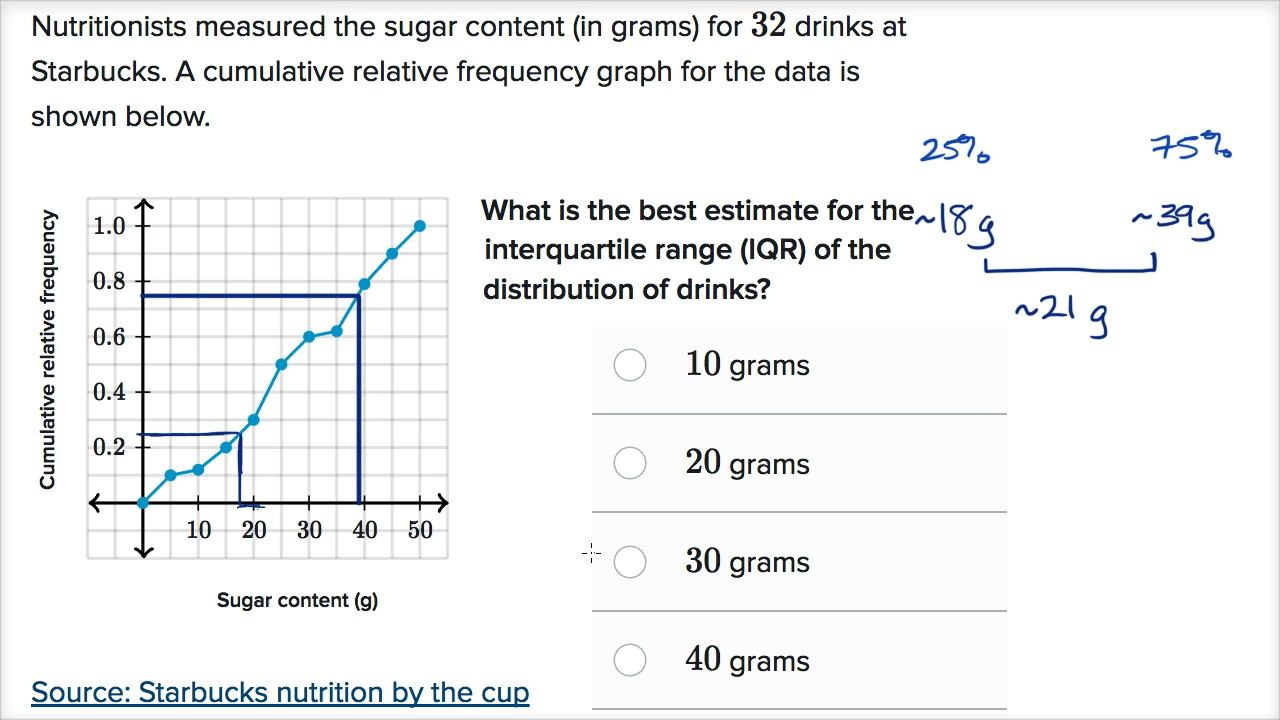 Nutritionists measured the sugar content (in grams) for 32 drinks at
Starbucks. A cumulative relative frequency graph for the data is
shown below.
25% 75%
~18g ~39g
~21 g
Cumulative relative frequency
1.0
0.8
0.6
0.4
0.2
10 20 30 40 50
Sugar content (g)
What is the best estimate for the
interquartile range (IQR) of the
distribution of drinks?
10 grams
20 grams
30 grams
40 grams
Source: Starbucks nutrition by the cup